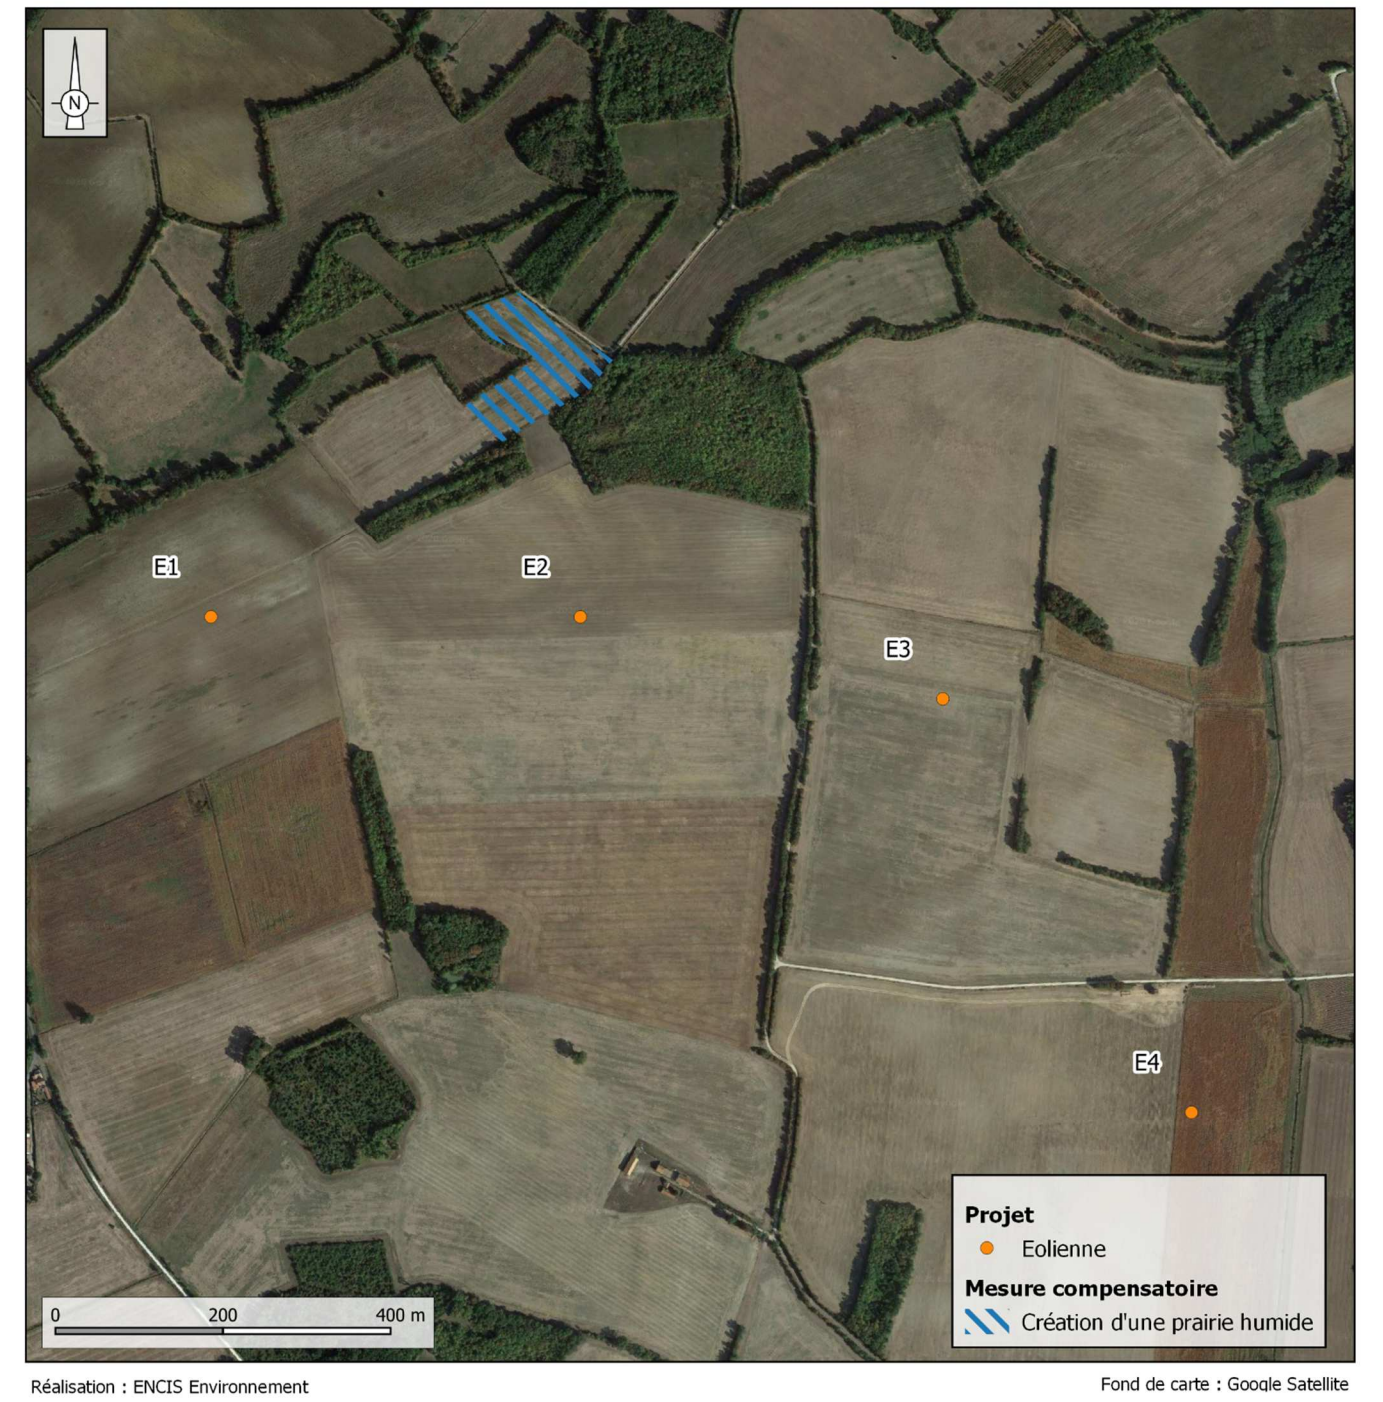 N
E1
E2
E3
E4
Projet
Eolienne
Mesure compensatoire
Création d'une prairie humide
0 200 400 m
Réalisation : ENCIS Environnement
Fond de carte : Google Satellite